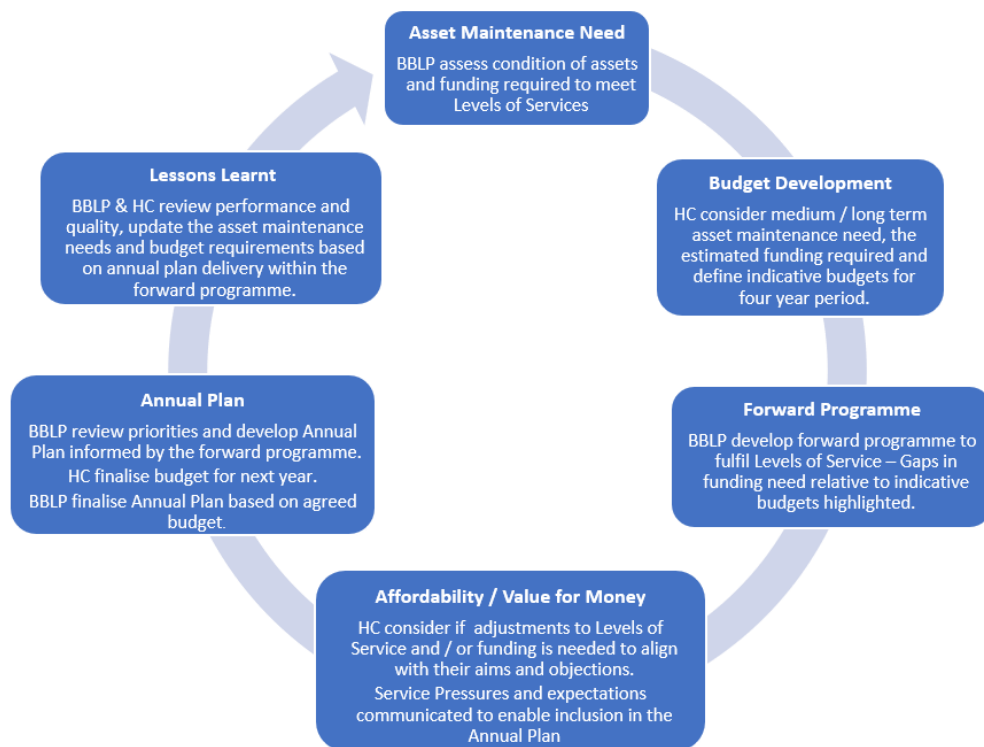 Asset Maintenance Need
BBLP assess condition of assets
and funding required to meet
Levels of Services
Budget Development
HC consider medium / long term
asset maintenance need, the
estimated funding required and
define indicative budgets for
four year period.
Forward Programme
BBLP develop forward programme to
fulfil Levels of Service – Gaps in
funding need relative to indicative
budgets highlighted.
Affordability / Value for Money
HC consider if adjustments to Levels of
Service and / or funding is needed to align
with their aims and objections.
Service Pressures and expectations
communicated to enable inclusion in the
Annual Plan
Annual Plan
BBLP review priorities and develop Annual
Plan informed by the forward programme.
HC finalise budget for next year.
BBLP finalise Annual Plan based on agreed
budget.
Lessons Learnt
BBLP & HC review performance and
quality, update the asset maintenance
needs and budget requirements based
on annual plan delivery within the
forward programme.